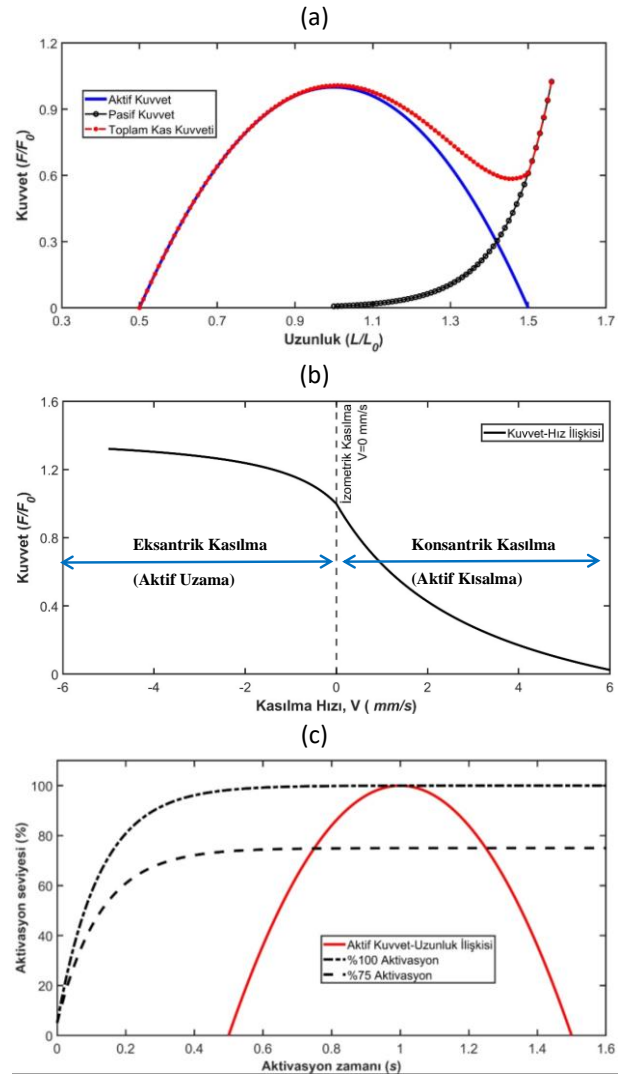 (a)
1.2
0.9
0.6
0.3
0
Kuvvet (F/F0)
Aktif Kuvvet
Pasif Kuvvet
Toplam Kas Kuvveti
0.3 0.5 0.7 0.9 1.1 1.3 1.5 1.7
Uzunluk (L/L0)
(b)
1.6
1.2
0.8
0.4
0
Kuvvet (F/F0)
İzometrik Kasılma
V=0 mm/s
Kuvvet-Hız İlişkisi
Eksantrik Kasılma
(Aktif Uzama)
Konsantrik Kasılma
(Aktif Kısalma)
-6 -4 -2 0 2 4 6
Kasılma Hızı, V ( mm/s)
(c)
100
80
60
40
20
0
Aktivasyon seviyesi (%)
Aktif Kuvvet-Uzunluk İlişkisi
%100 Aktivasyon
%75 Aktivasyon
0 0.2 0.4 0.6 0.8 1 1.2 1.4 1.6
Aktivasyon zamanı (s)